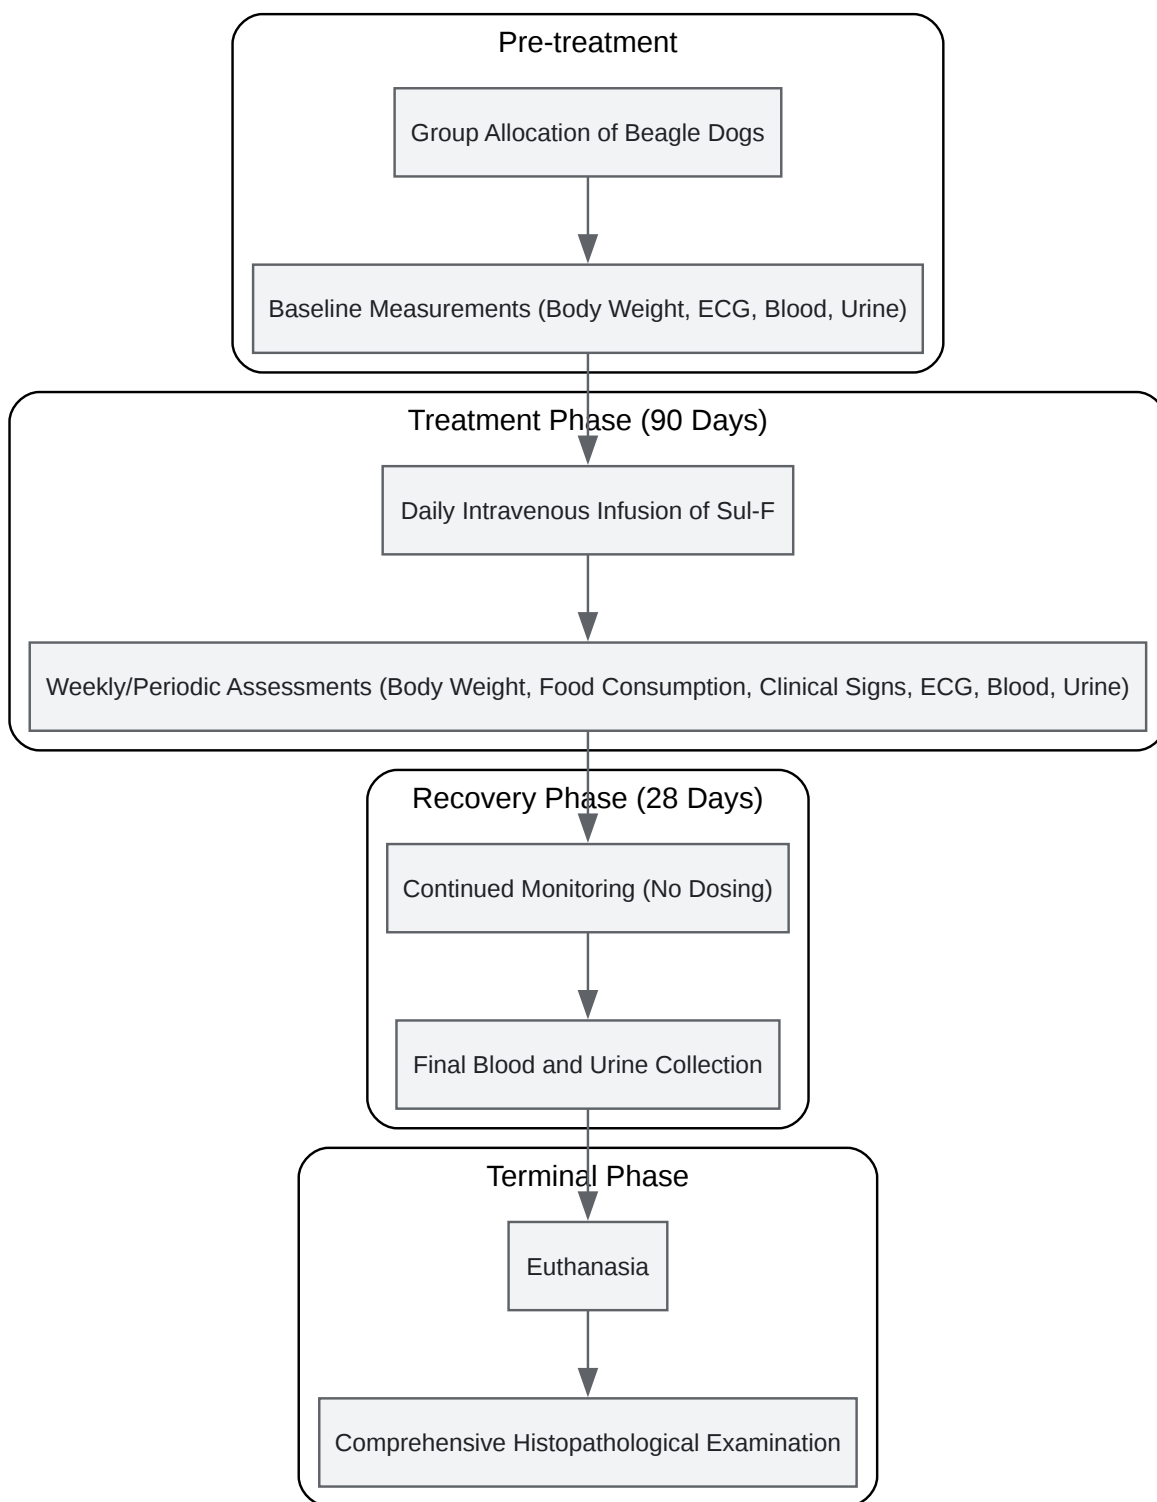 Pre-treatment
Group Allocation of Beagle Dogs
Baseline Measurements (Body Weight, ECG, Blood, Urine)
Treatment Phase (90 Days)
Daily Intravenous Infusion of Sul-F
Weekly/Periodic Assessments (Body Weight, Food Consumption, Clinical Signs, ECG, Blood, Urine)
Recovery Phase (28 Days)
Continued Monitoring (No Dosing)
Final Blood and Urine Collection
Terminal Phase
Euthanasia
Comprehensive Histopathological Examination